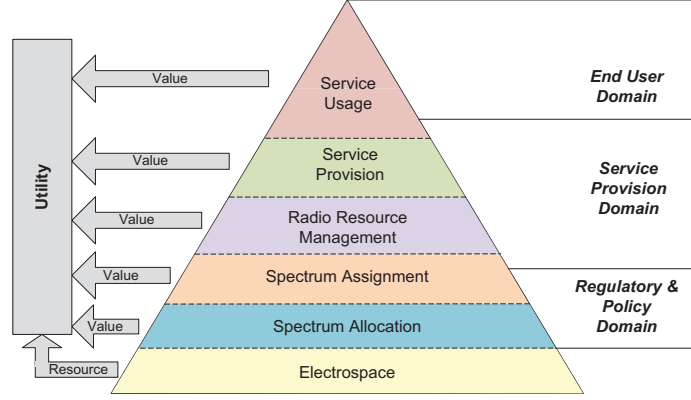 Utility
Value
Value
Value
Value
Value
Resource
Service
Usage
Service
Provision
Radio Resource
Management
Spectrum Assignment
Spectrum Allocation
Electrospace
End User
Domain
Service
Provision
Domain
Regulatory &
Policy
Domain